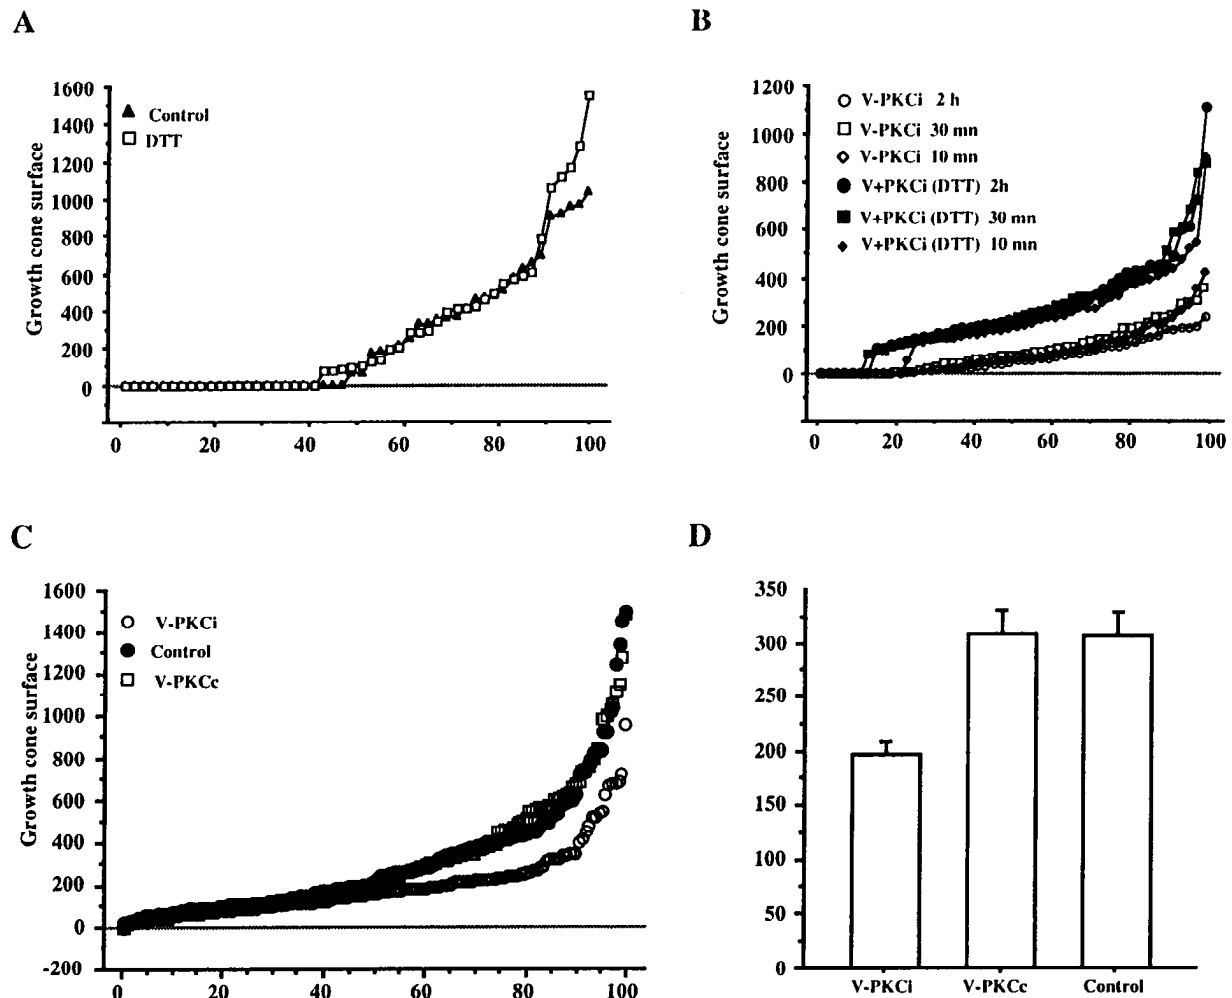 A
Growth cone surface
1600
1400
1200
1000
800
600
400
200
0
Control
DTT
0 20 40 60 80 100
B
Growth cone surface
1200
1000
800
600
400
200
0
V-PKCi 2 h
V-PKCi 30 mn
V-PKCi 10 mn
V+PKCi (DTT) 2h
V+PKCi (DTT) 30 mn
V+PKCi (DTT) 10 mn
0 20 40 60 80 100
C
Growth cone surface
1600
1400
1200
1000
800
600
400
200
0
-200
V-PKCi
Control
V-PKCc
0 20 40 60 80 100
D
350
300
250
200
150
100
50
0
V-PKCi V-PKCc Control